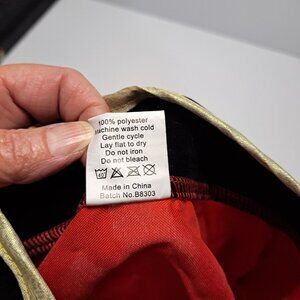 100% polyester
achine wash cold
Gentle cycle
Lay flat to dry
Do not iron
Do not bleach
Made in China
Batch No.B8303